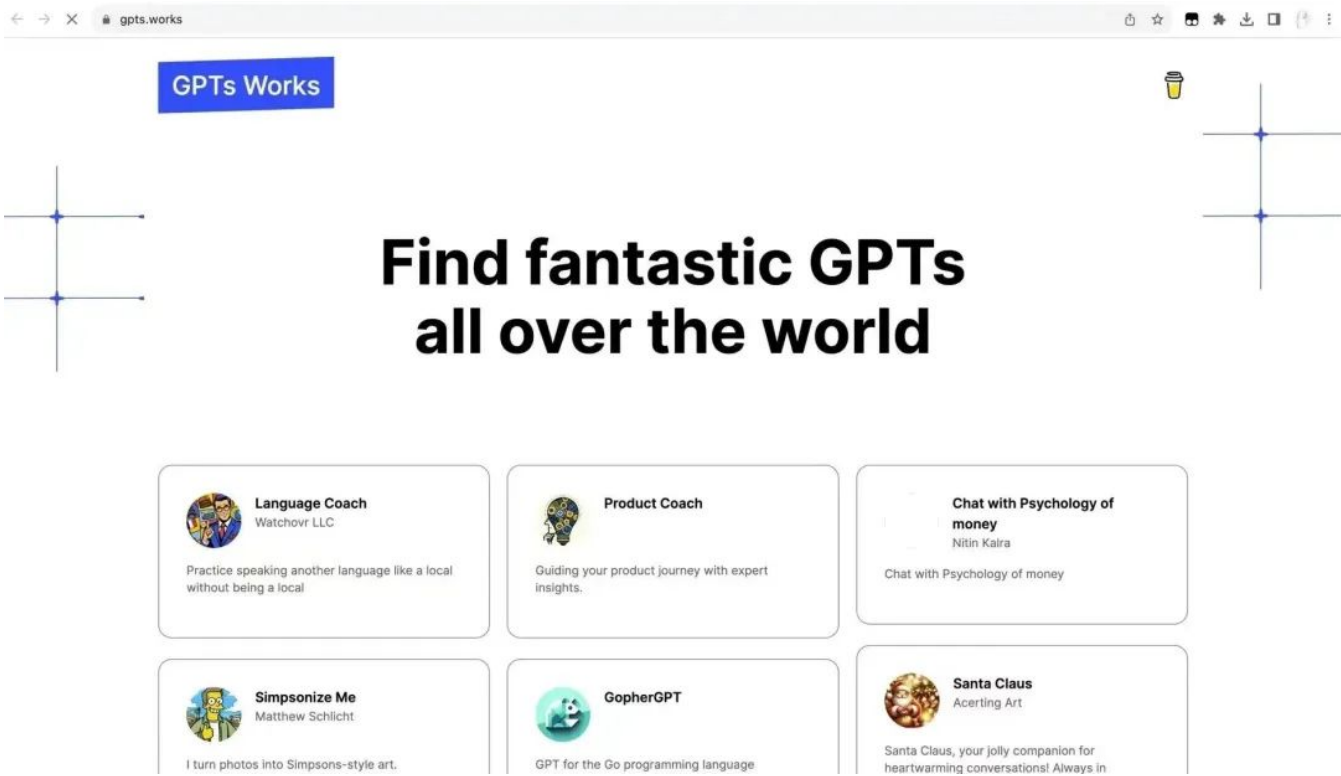 gpts.works
GPTs Works
Find fantastic GPTs
all over the world
Language Coach
Watchovr LLC
Practice speaking another language like a local
without being a local
Product Coach
Guiding your product journey with expert
insights.
Chat with Psychology of
money
Nitin Kalra
Chat with Psychology of money
Simpsonize Me
Matthew Schlicht
I turn photos into Simpsons-style art.
GopherGPT
GPT for the Go programming language
Santa Claus
Acerting Art
Santa Claus, your jolly companion for
heartwarming conversations! Always in